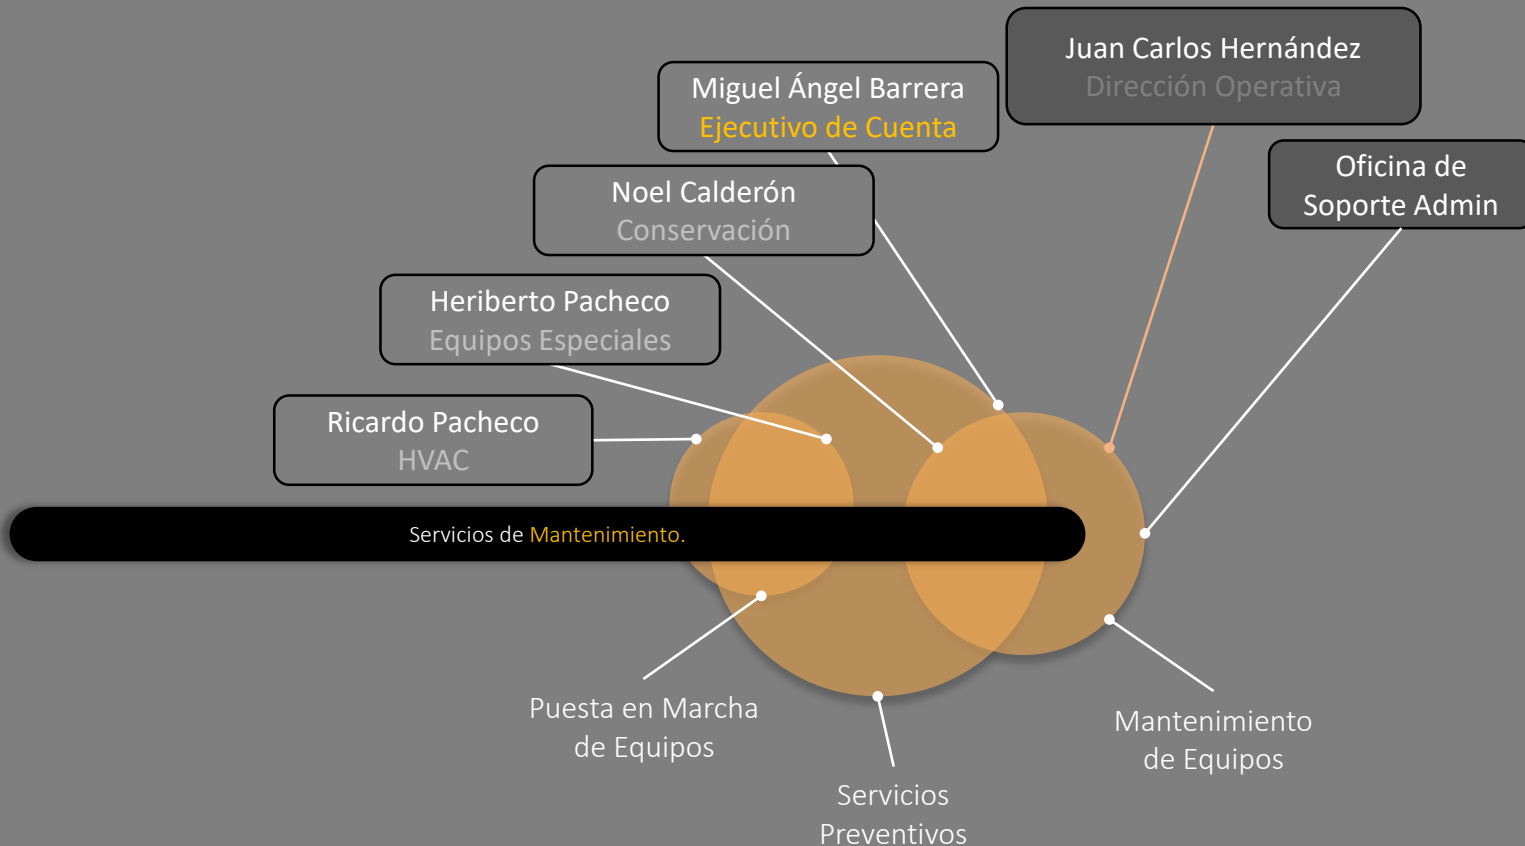 Juan Carlos Hernández
Dirección Operativa
Miguel Ángel Barrera
Ejecutivo de Cuenta
Oficina de
Soporte Admin
Noel Calderón
Conservación
Heriberto Pacheco
Equipos Especiales
Ricardo Pacheco
HVAC
Servicios de Mantenimiento.
Puesta en Marcha
de Equipos
Servicios
Preventivos
Mantenimiento
de Equipos